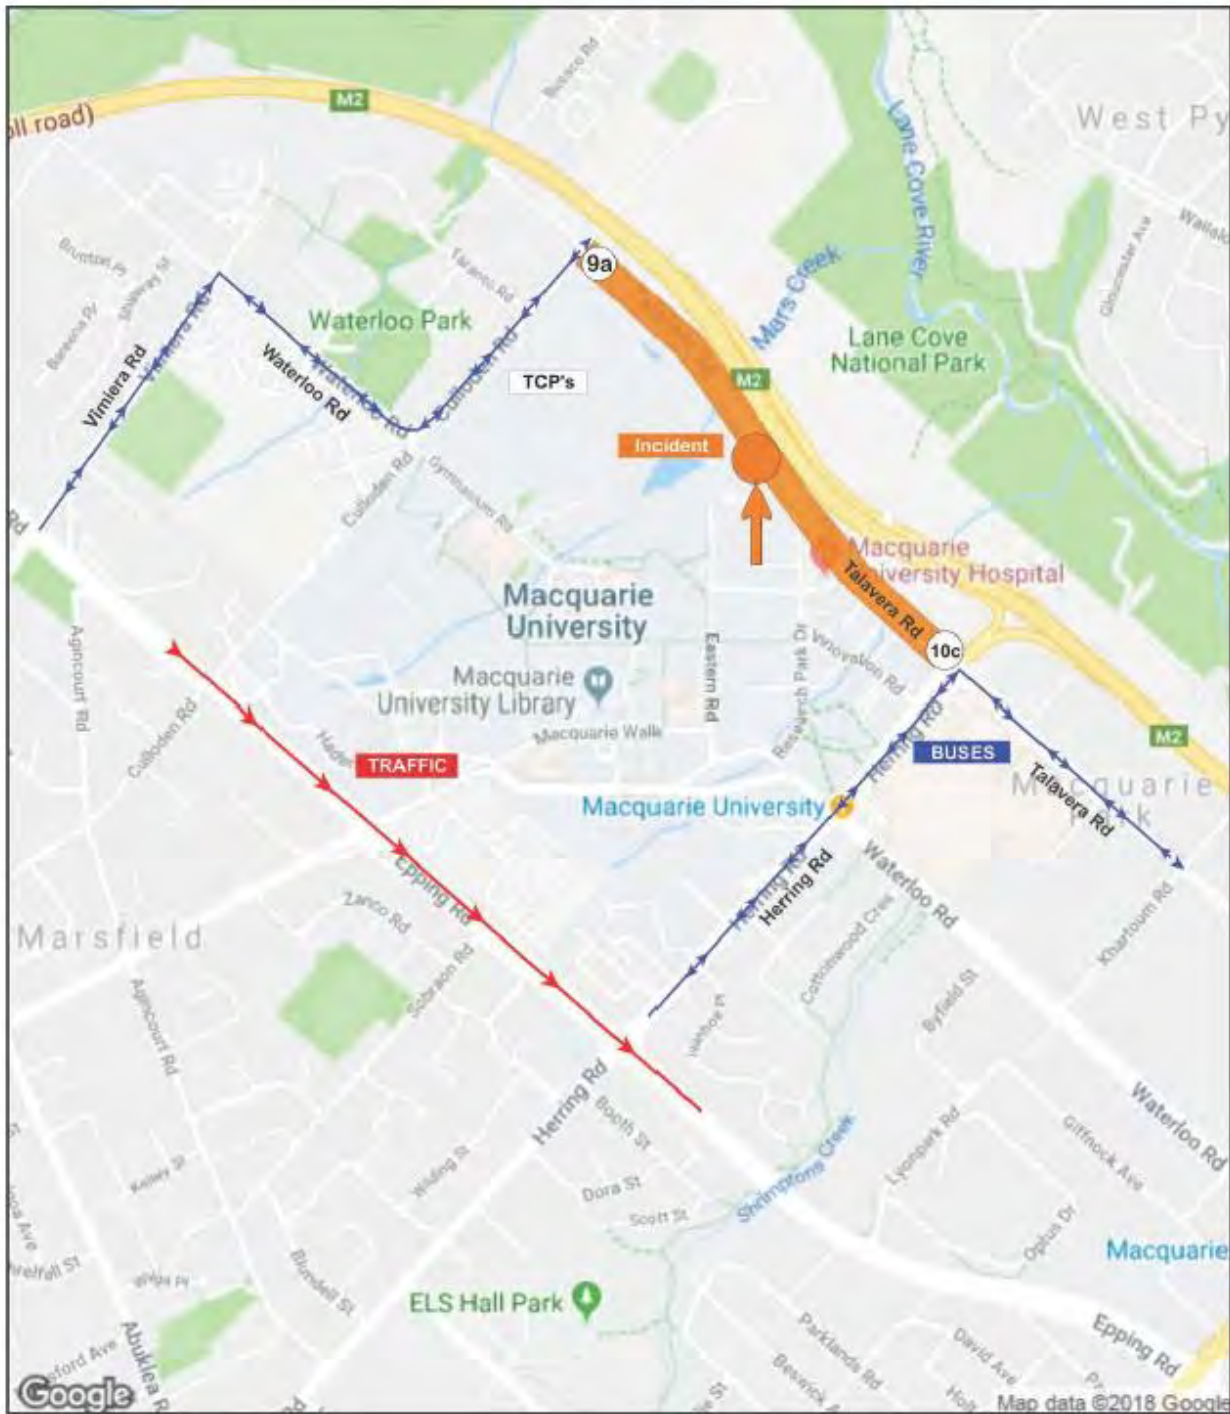 M2
oll road)
Busaco Rd
West Py
Lane Cove River
Gloucester Ave
Brunton Pl
Taranto Rd
9a
Mars Creek
Waterloo Park
Lane Cove
National Park
Vimiera Rd
Vimiera Rd
Waterloo Rd
Waterloo Rd
Culloden Rd
TCP's
M2
Incident
Culloden Rd
Gymnasium Rd
Rd
Macquarie
University Hospital
Macquarie
University
Talavera Rd
10c
Innovation Rd
Agincourt Rd
Eastern Rd
Research Park Dr
Macquarie
University Library
Culloden Rd
Macquarie Walk
Herring Rd
BUSES
M2
TRAFFIC
Macquarie University
Macquarie
Talavera Rd
Epping Rd
Zanco Rd
Herring Rd
Herring Rd
Waterloo Rd
Marsfield
Sobraon Rd
Khartoum Rd
Byfield St
Agincourt Rd
Ivanhoe Pl
Herring Rd
Booth St
Waterloo Rd
Lyonpark Rd
Giffnock Ave
Kelsey St
Wilding St
Dora St
Scott St
Shrimptons Creek
Optus Dr
Macquarie
Blundell St
ELS Hall Park
Epping Rd
Parklands Rd
David Ave
Abuklea R
Google
Map data ©2018 Google